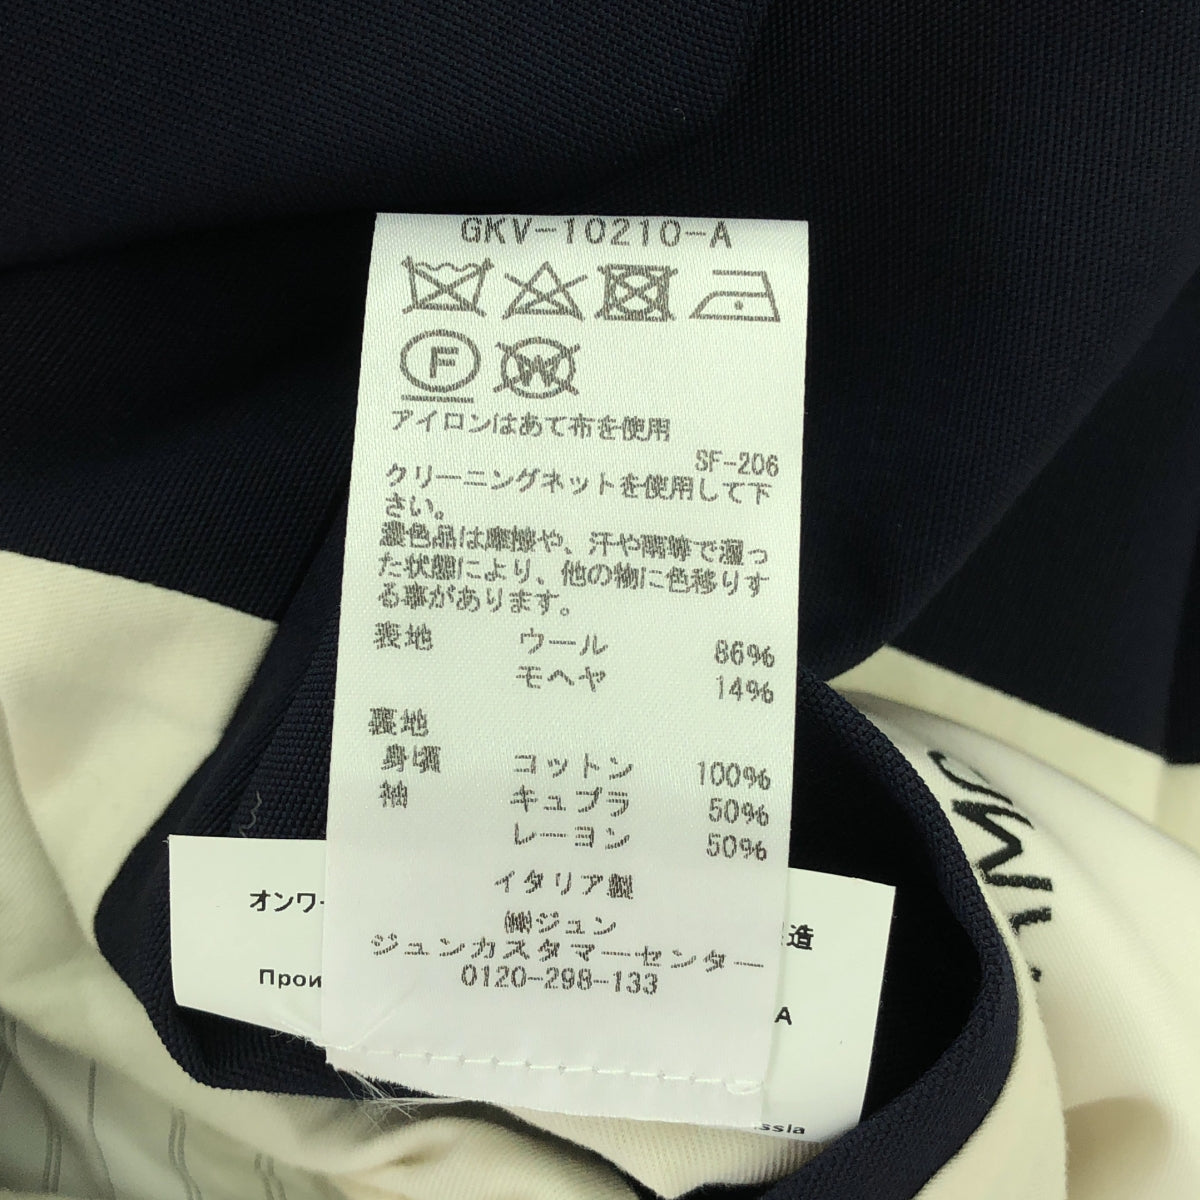 GKV-10210-A
F
W
アイロンはあて布を使用
SF-206
クリーニングネットを使用して下
さい。
濃色品は摩擦や、汗や雨等で湿っ
た状態により、他の物に色移りす
る事があります。
表地 ウール 86%
モヘヤ 14%
裏地
身頃 コットン 100%
袖 キュプラ 50%
レーヨン 50%
イタリア製
㈱ジュン
ジュンカスタマーセンター
0120-298-133
オンワ
造
Прои
A
ssia